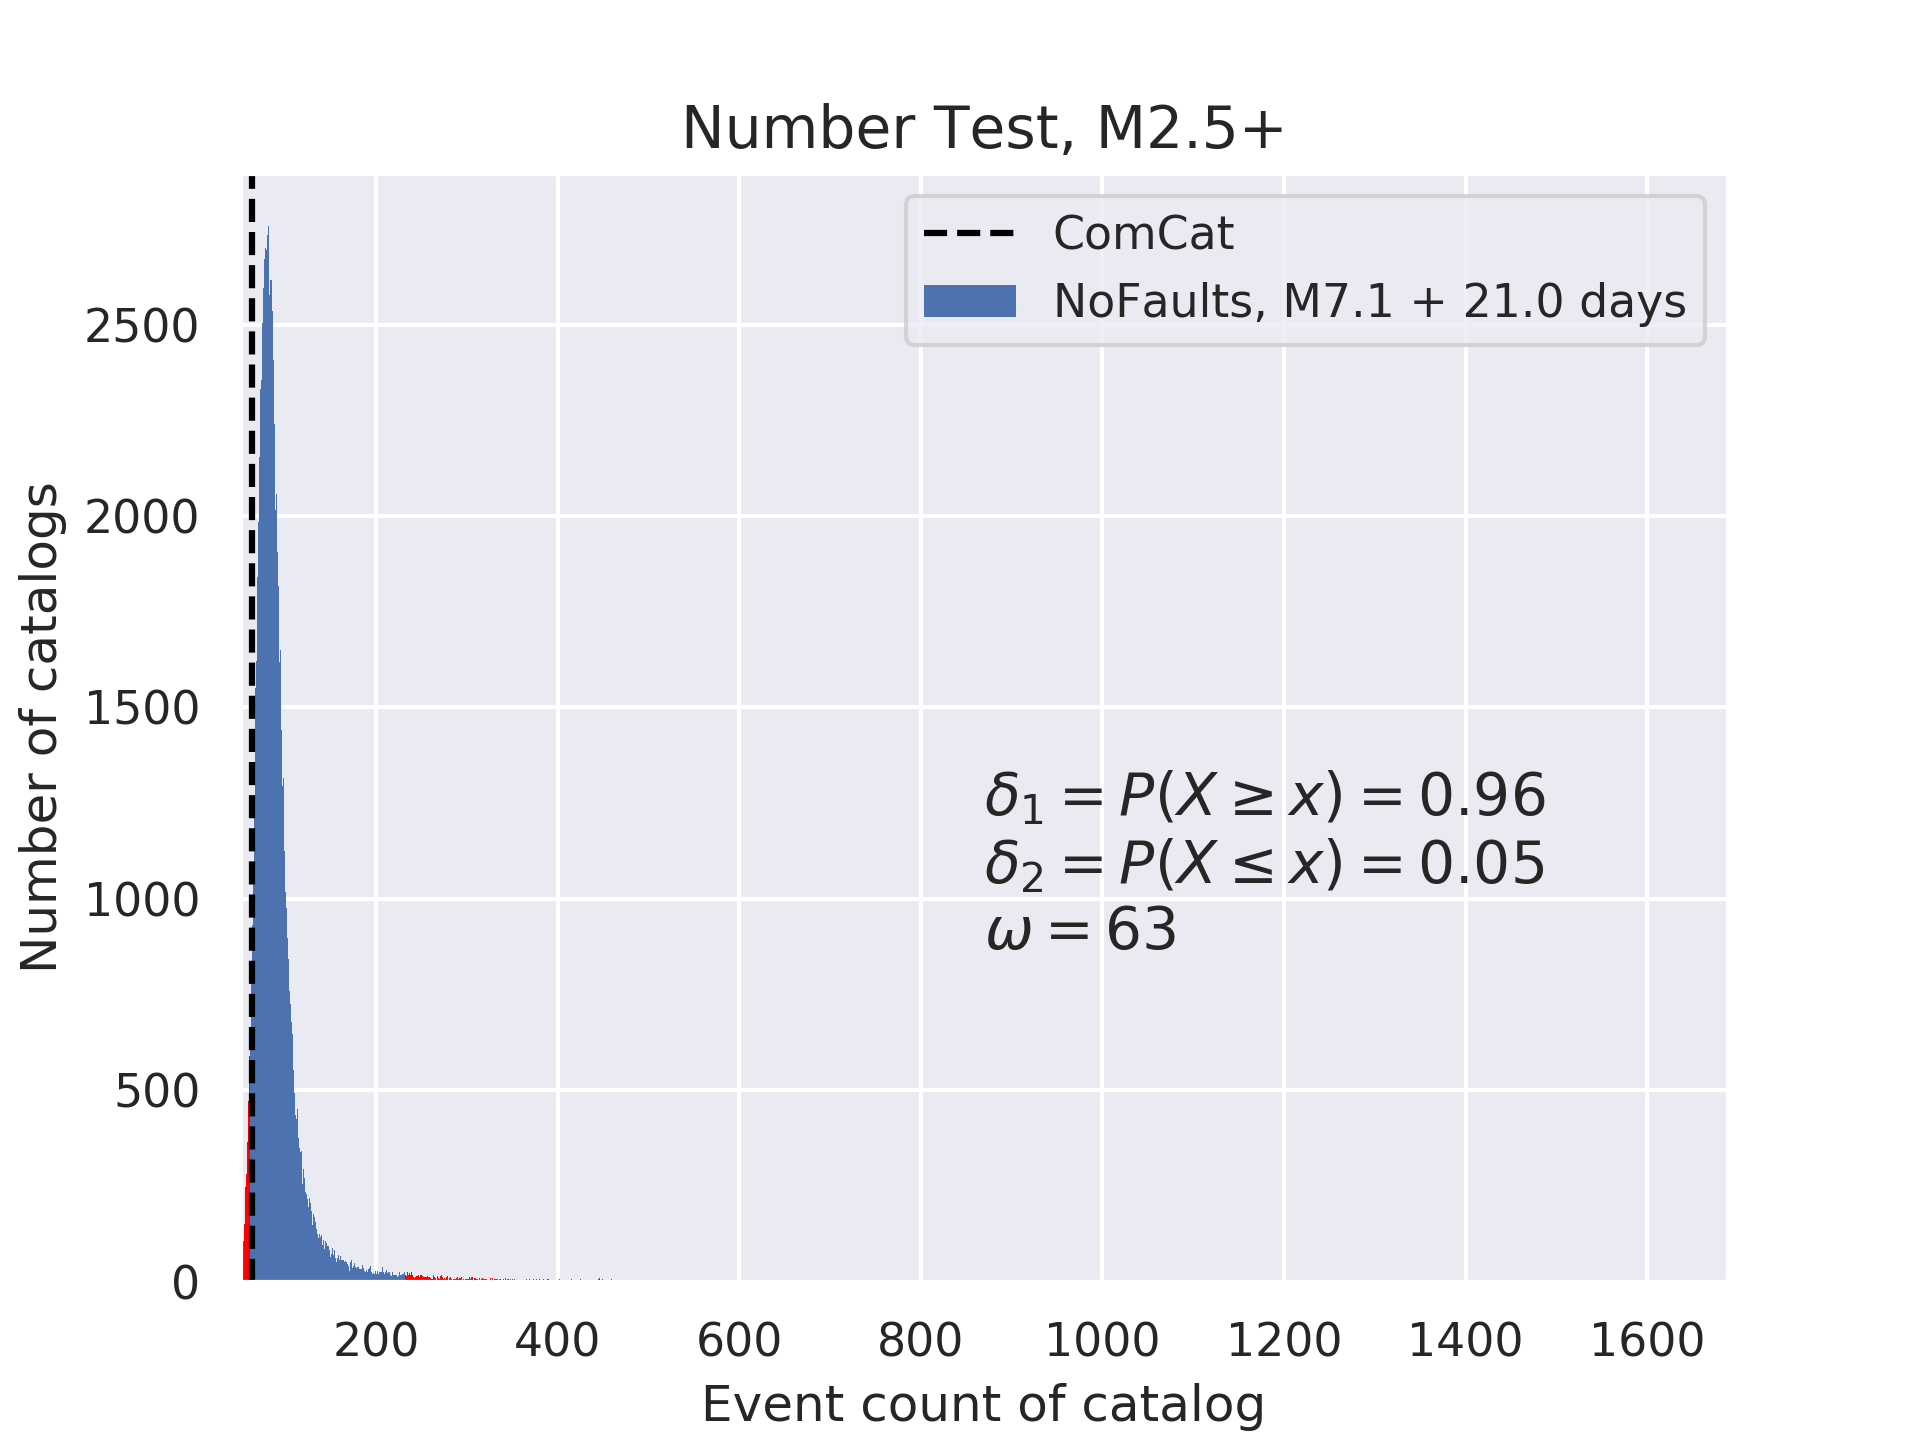 Number Test, M2.5+
ComCat
NoFaults, M7.1 + 21.0 days
Number of catalogs
2500
2000
1500
1000
500
0
δ₁ = P(X ≥ x) = 0.96
δ₂ = P(X ≤ x) = 0.05
ω = 63
200 400 600 800 1000 1200 1400 1600
Event count of catalog